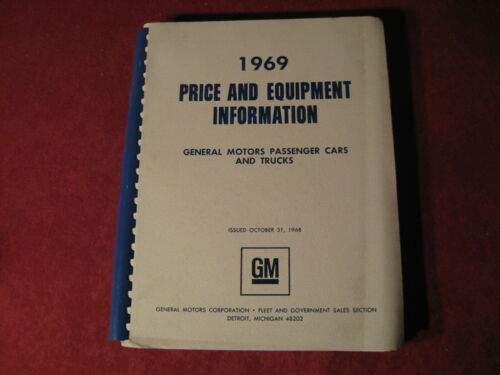 1969
PRICE AND EQUIPMENT
INFORMATION
GENERAL MOTORS PASSENGER CARS
AND TRUCKS
ISSUED OCTOBER 31, 1968
GM
GENERAL MOTORS CORPORATION • FLEET AND GOVERNMENT SALES SECTION
DETROIT, MICHIGAN 48202